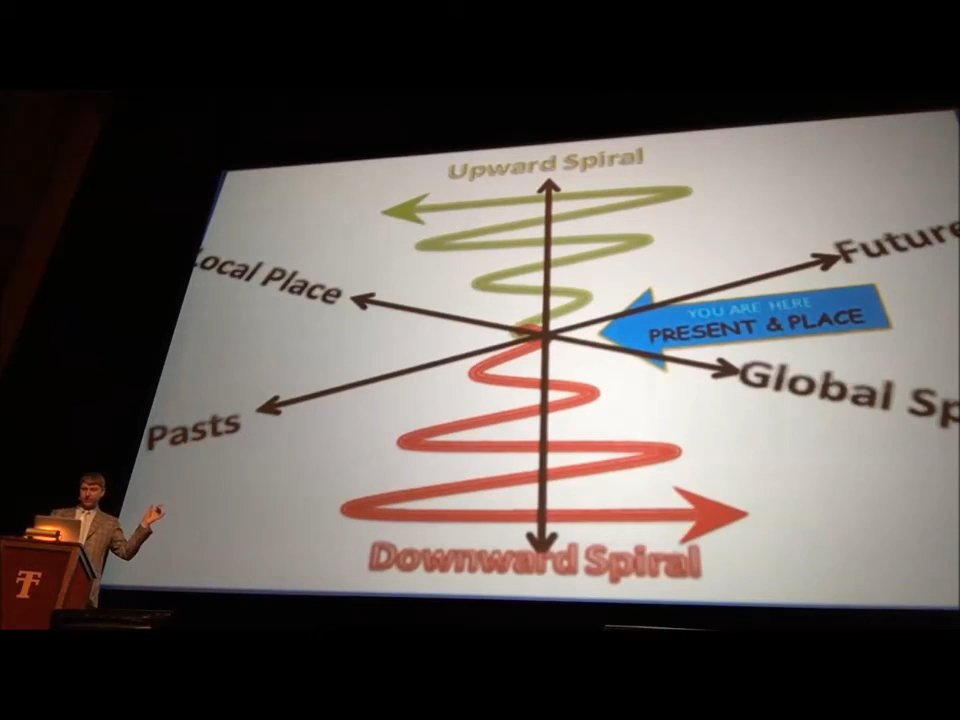 Upward Spiral
Future
Local Place
YOU ARE HERE
PRESENT & PLACE
Global Sp
Pasts
Downward Spiral
T